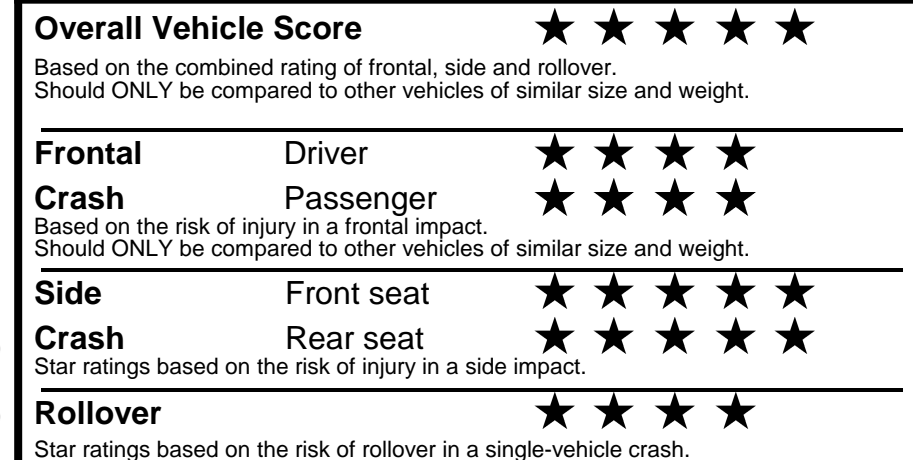 Overall Vehicle Score ★ ★ ★ ★ ★
Based on the combined rating of frontal, side and rollover.
Should ONLY be compared to other vehicles of similar size and weight.
Frontal Driver ★ ★ ★ ★
Crash Passenger ★ ★ ★ ★
Based on the risk of injury in a frontal impact.
Should ONLY be compared to other vehicles of similar size and weight.
Side Front seat ★ ★ ★ ★ ★
Crash Rear seat ★ ★ ★ ★ ★
Star ratings based on the risk of injury in a side impact.
Rollover ★ ★ ★ ★
Star ratings based on the risk of rollover in a single-vehicle crash.